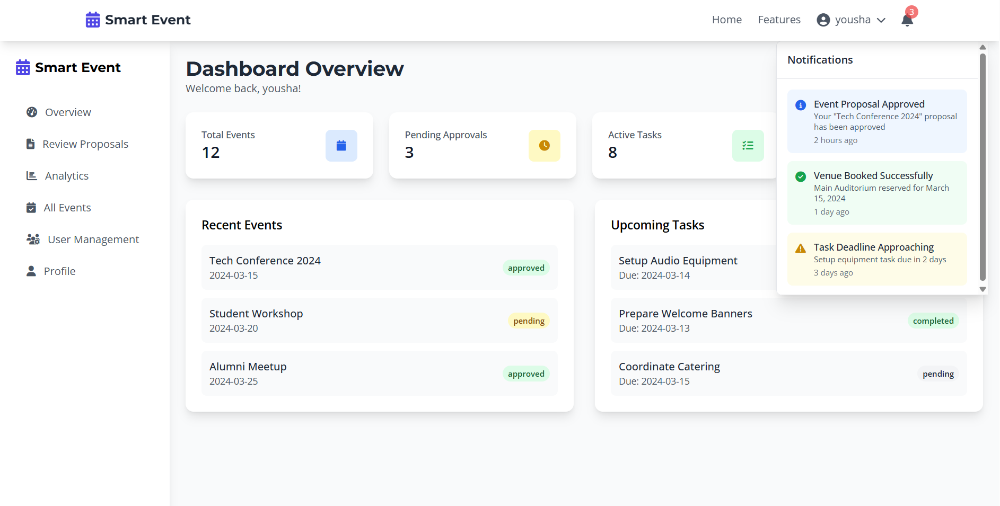 Smart Event
Home
Features
yousha
3
Smart Event
Overview
Review Proposals
Analytics
All Events
User Management
Profile
Dashboard Overview
Welcome back, yousha!
Total Events
12
Pending Approvals
3
Active Tasks
8
Recent Events
Tech Conference 2024
2024-03-15
approved
Student Workshop
2024-03-20
pending
Alumni Meetup
2024-03-25
approved
Upcoming Tasks
Setup Audio Equipment
Due: 2024-03-14
Prepare Welcome Banners
Due: 2024-03-13
completed
Coordinate Catering
Due: 2024-03-15
pending
Notifications
Event Proposal Approved
Your "Tech Conference 2024" proposal
has been approved
2 hours ago
Venue Booked Successfully
Main Auditorium reserved for March
15, 2024
1 day ago
Task Deadline Approaching
Setup equipment task due in 2 days
3 days ago